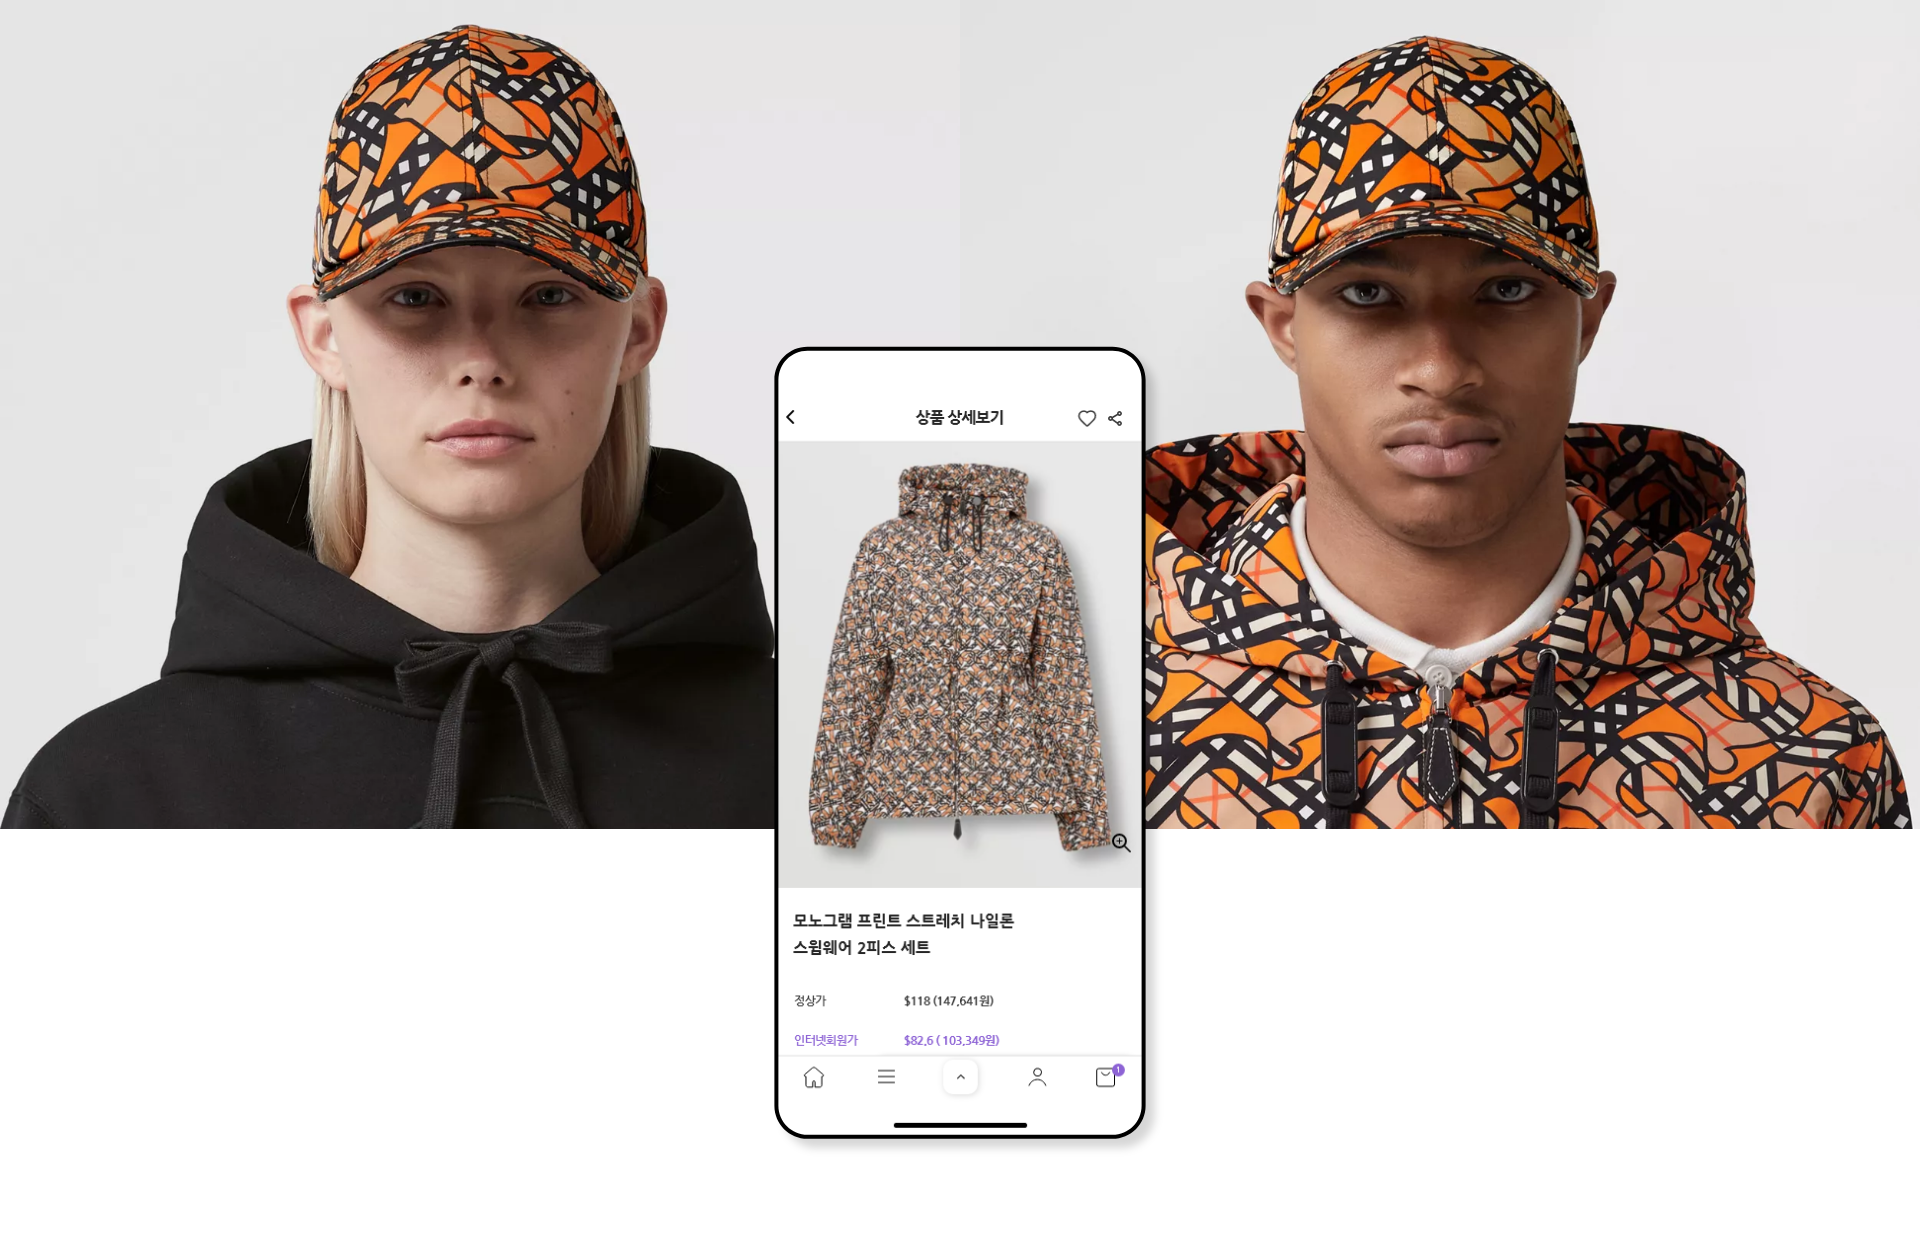 상품 상세보기
모노그램 프린트 스트레치 나일론
스윔웨어 2피스 세트
정상가 $118 (147,641원)
인터넷회원가 $82,6 ( 103,349원)
1